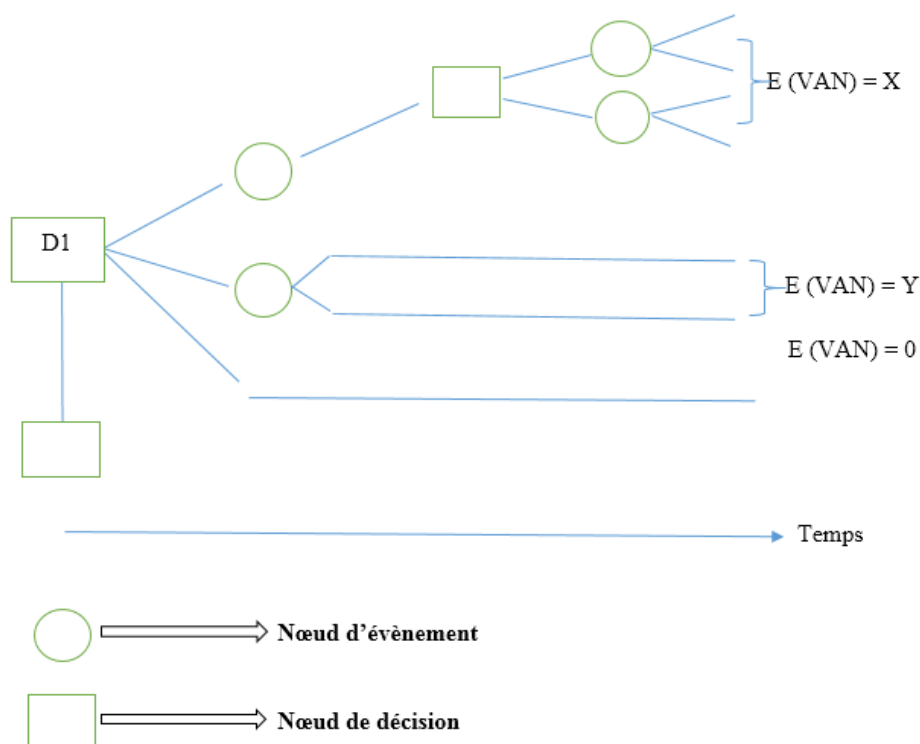 E (VAN) = X
D1
E (VAN) = Y
E (VAN) = 0
Temps
Nœud d’évènement
Nœud de décision